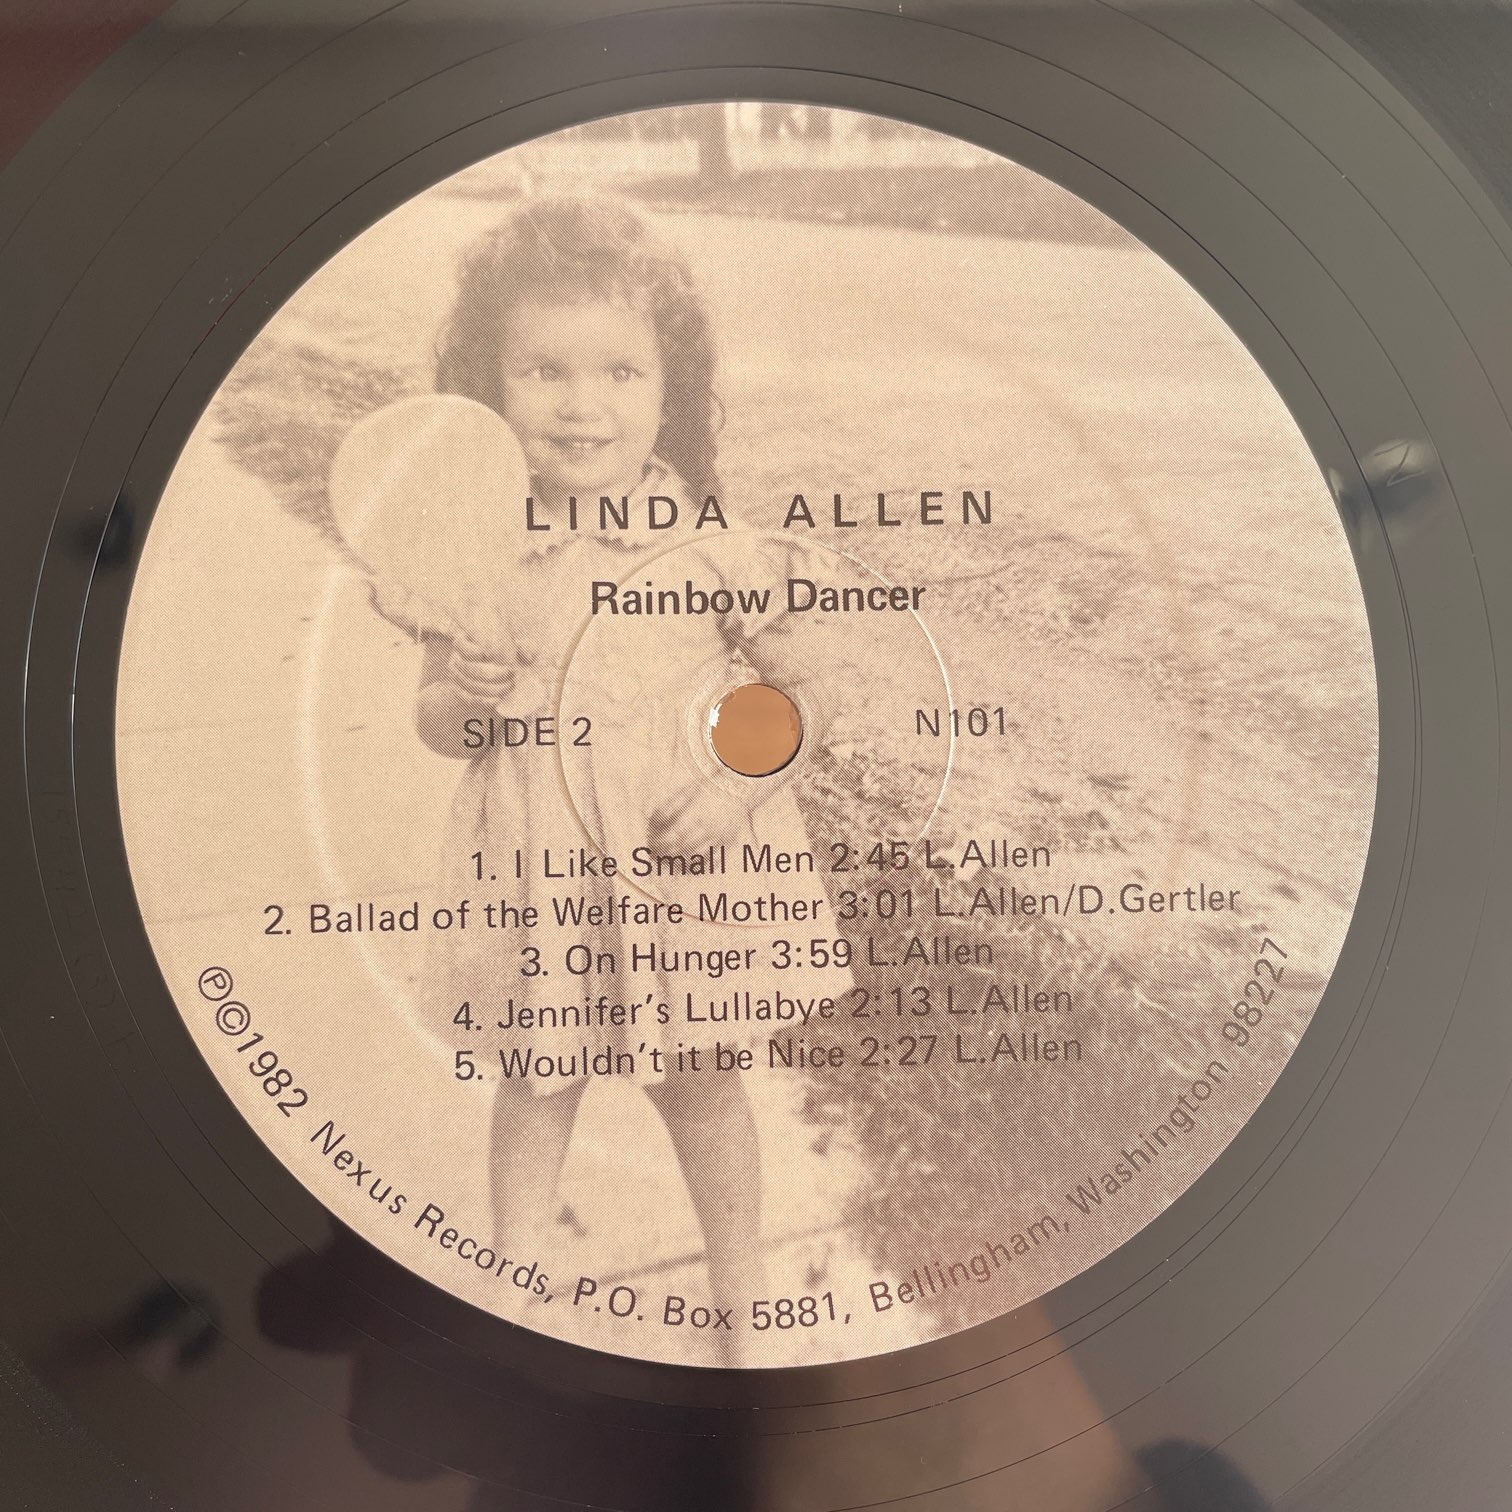 LINDA ALLEN
Rainbow Dancer
SIDE 2 N101
1. I Like Small Men 2:45 L.Allen
2. Ballad of the Welfare Mother 3:01 L.Allen/D.Gertler
3. On Hunger 3:59 L.Allen
4. Jennifer's Lullabye 2:13 L.Allen
5. Wouldn't it be Nice 2:27 L.Allen
℗©1982 Nexus Records, P.O. Box 5881, Bellingham, Washington 98227